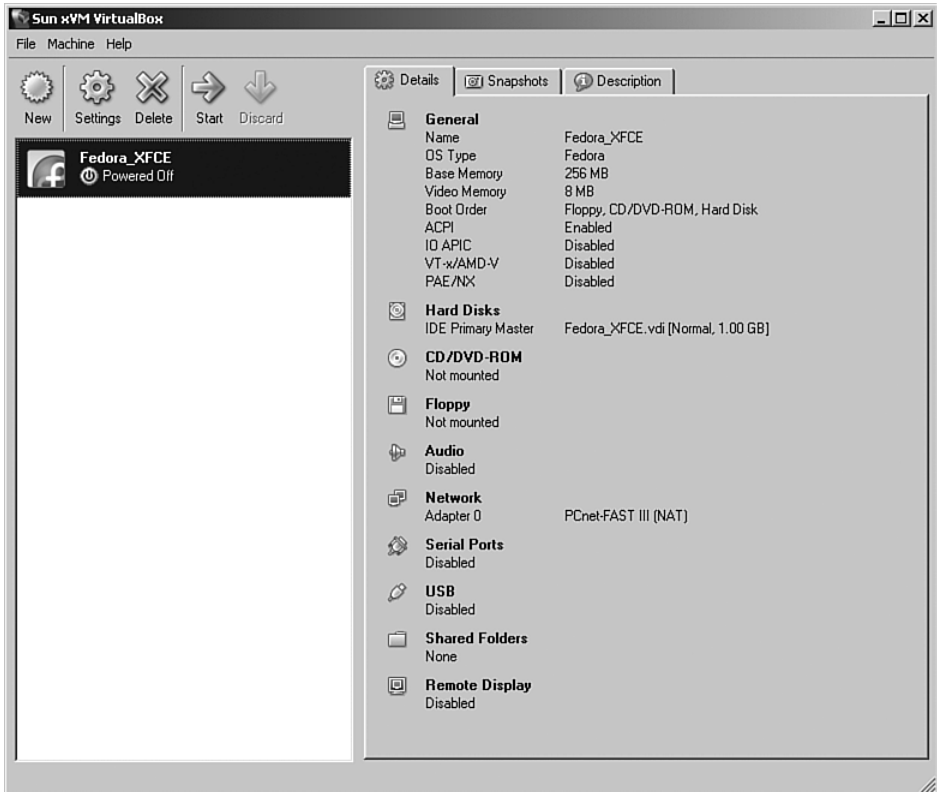 Sun xVM VirtualBox
File Machine Help
New Settings Delete Start Discard
Fedora_XFCE
Powered Off
Details Snapshots Description
General
Name Fedora_XFCE
OS Type Fedora
Base Memory 256 MB
Video Memory 8 MB
Boot Order Floppy, CD/DVD-ROM, Hard Disk
ACPI Enabled
IO APIC Disabled
VT-x/AMD-V Disabled
PAE/NX Disabled
Hard Disks
IDE Primary Master Fedora_XFCE.vdi [Normal, 1.00 GB]
CD/DVD-ROM
Not mounted
Floppy
Not mounted
Audio
Disabled
Network
Adapter 0 PCnet-FAST III (NAT)
Serial Ports
Disabled
USB
Disabled
Shared Folders
None
Remote Display
Disabled